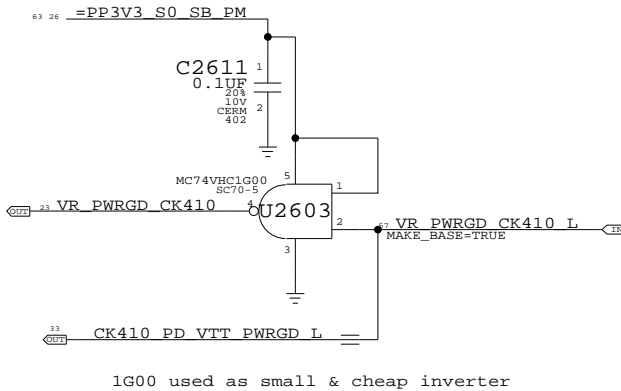 63 26 =PP3V3_S0_SB_PM
C2611 1
0.1UF
20%
10V 2
CERM
402
5
MC74VHC1G00
SC70-5
1
OUT 23 VR_PWRGD_CK410 4 U2603 2 67 VR_PWRGD_CK410_L IN
MAKE_BASE=TRUE
3
33
OUT CK410_PD_VTT_PWRGD_L
1G00 used as small & cheap inverter